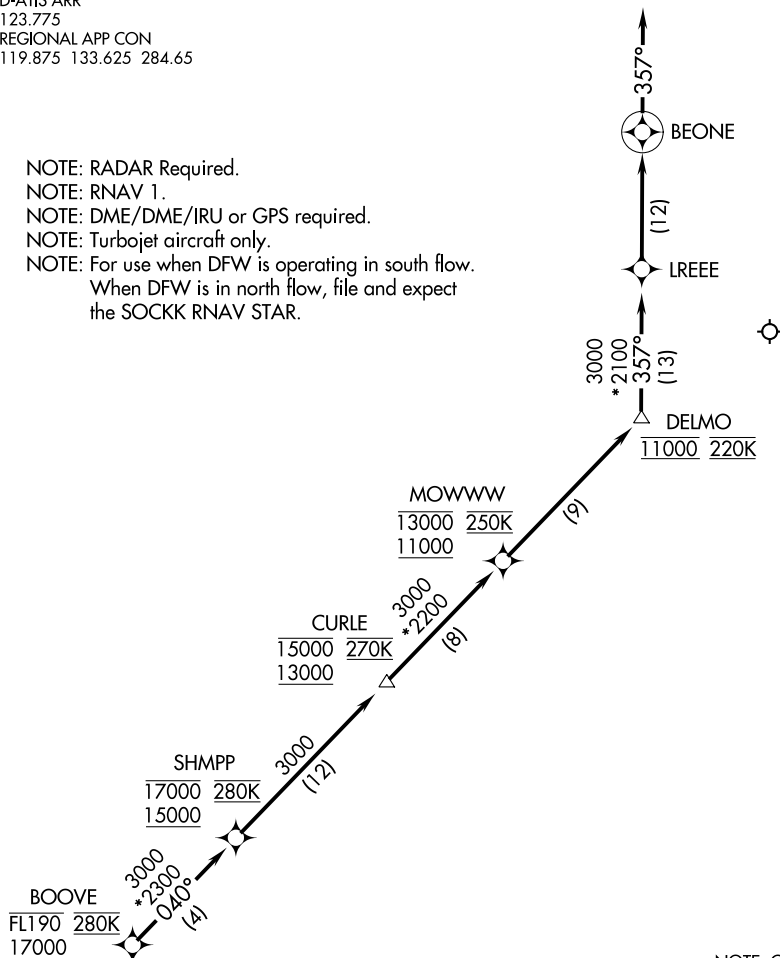 D-ATIS ARR
123.775
REGIONAL APP CON
119.875 133.625 284.65
357°
BEONE
(12)
NOTE: RADAR Required.
NOTE: RNAV 1.
NOTE: DME/DME/IRU or GPS required.
NOTE: Turbojet aircraft only.
NOTE: For use when DFW is operating in south flow.
When DFW is in north flow, file and expect
the SOCKK RNAV STAR.
LREEE
3000
*2100
357°
(13)
DELMO
11000 220K
MOWWW
13000 250K
11000
(9)
3000
*2200
(8)
CURLE
15000 270K
13000
3000
(12)
SHMPP
17000 280K
15000
3000
*2300
040°
(4)
BOOVE
FL190 280K
17000